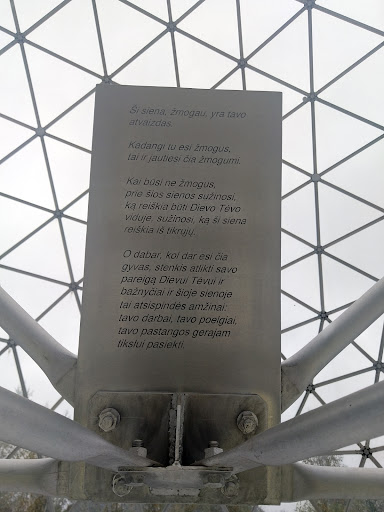 Ši siena, žmogau, yra tavo
atvaizdas.
Kadangi tu esi žmogus,
tai ir jautiesi čia žmogumi.
Kai būsi ne žmogus,
prie šios sienos sužinosi,
ką reiškia būti Dievo Tėvo
viduje, sužinosi, ką ši siena
reiškia iš tikrųjų.
O dabar, kol dar esi čia
gyvas, stenkis atlikti savo
pareigą Dievui Tėvui ir
bažnyčiai ir šioje sienoje
tai atsispindės amžinai:
tavo darbai, tavo poelgiai,
tavo pastangos gerajam
tikslui pasiekti.